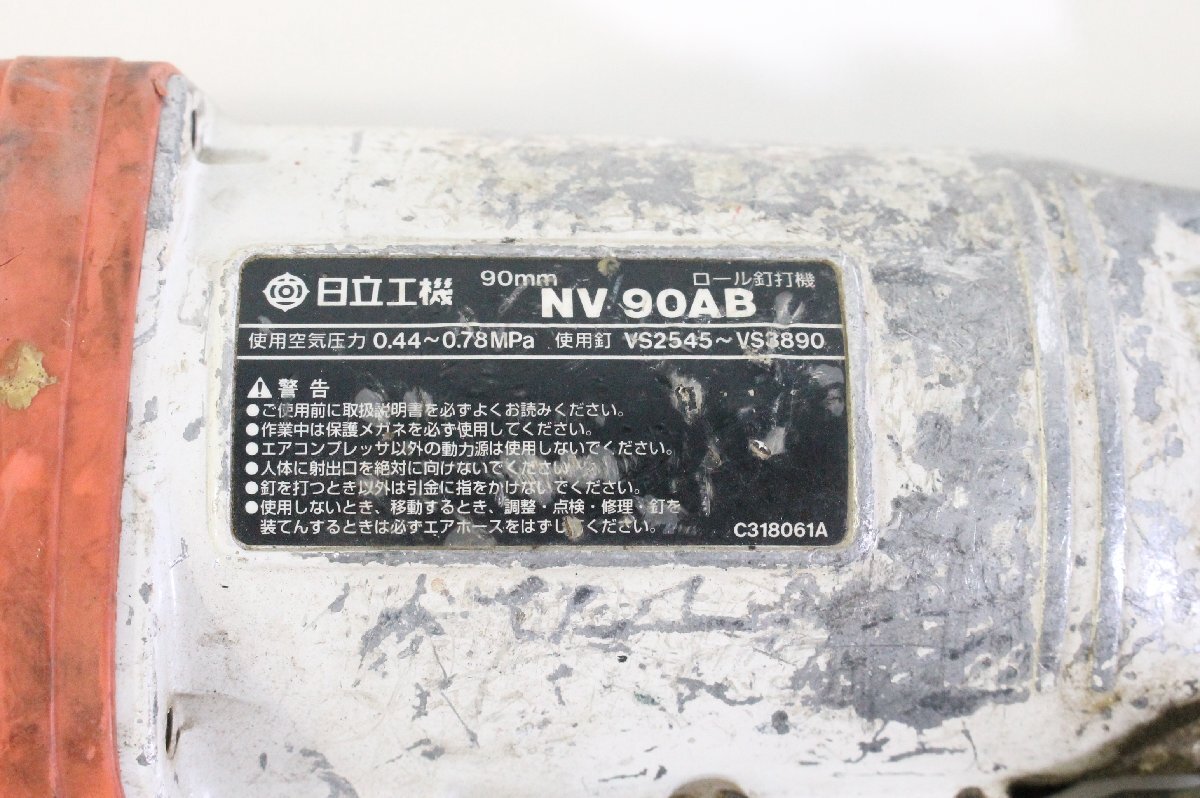 日立工機 90mm NV 90AB ロール釘打機
使用空気圧力 0.44~0.78MPa 使用釘 VS2545~VS3890
警告
●ご使用前に取扱説明書を必ずよくお読みください。
●作業中は保護メガネを必ず使用してください。
●エアコンプレッサ以外の動力源は使用しないでください。
●人体に射出口を絶対に向けないでください
●釘を打つとき以外は引金に指をかけないでください。
●使用しないとき、移動するとき、調整・点検・修理・釘を
装てんするときは必ずエアホースをはずしてください。
C318061A